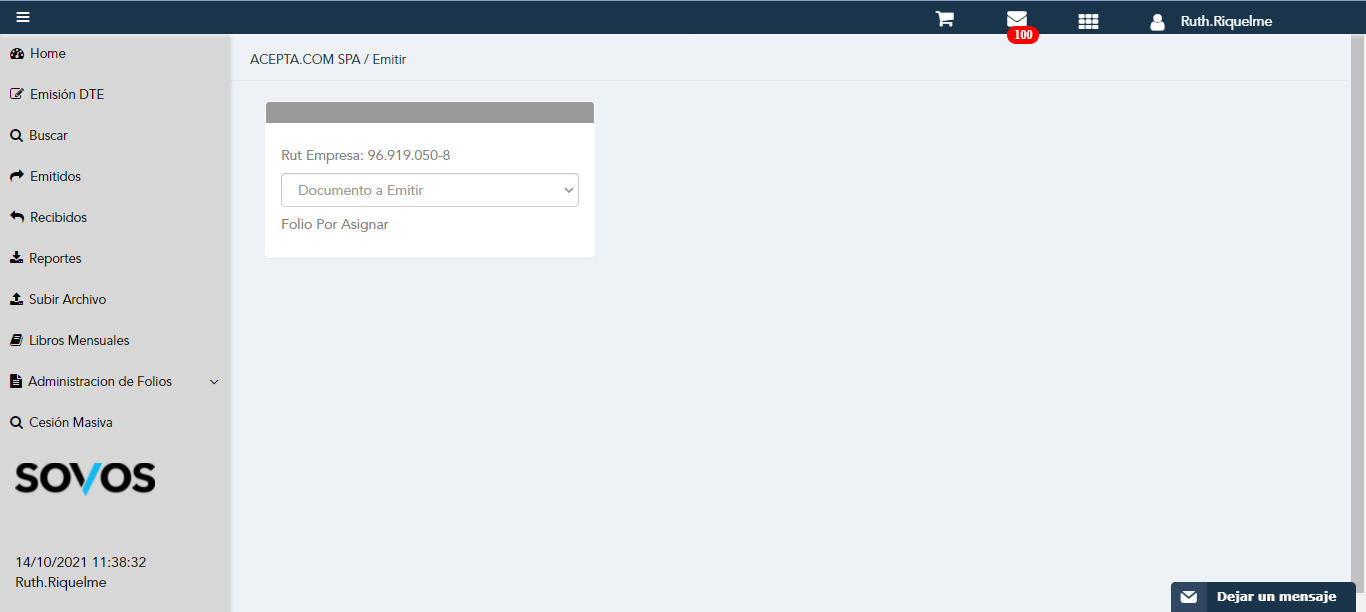 Ruth.Riquelme
100
Home
Emisión DTE
Buscar
Emitidos
Recibidos
Reportes
Subir Archivo
Libros Mensuales
Administracion de Folios
Cesión Masiva
SOVOS
14/10/2021 11:38:32
Ruth.Riquelme
ACEPTA.COM SPA / Emitir
Rut Empresa: 96.919.050-8
Documento a Emitir
Folio Por Asignar
Dejar un mensaje